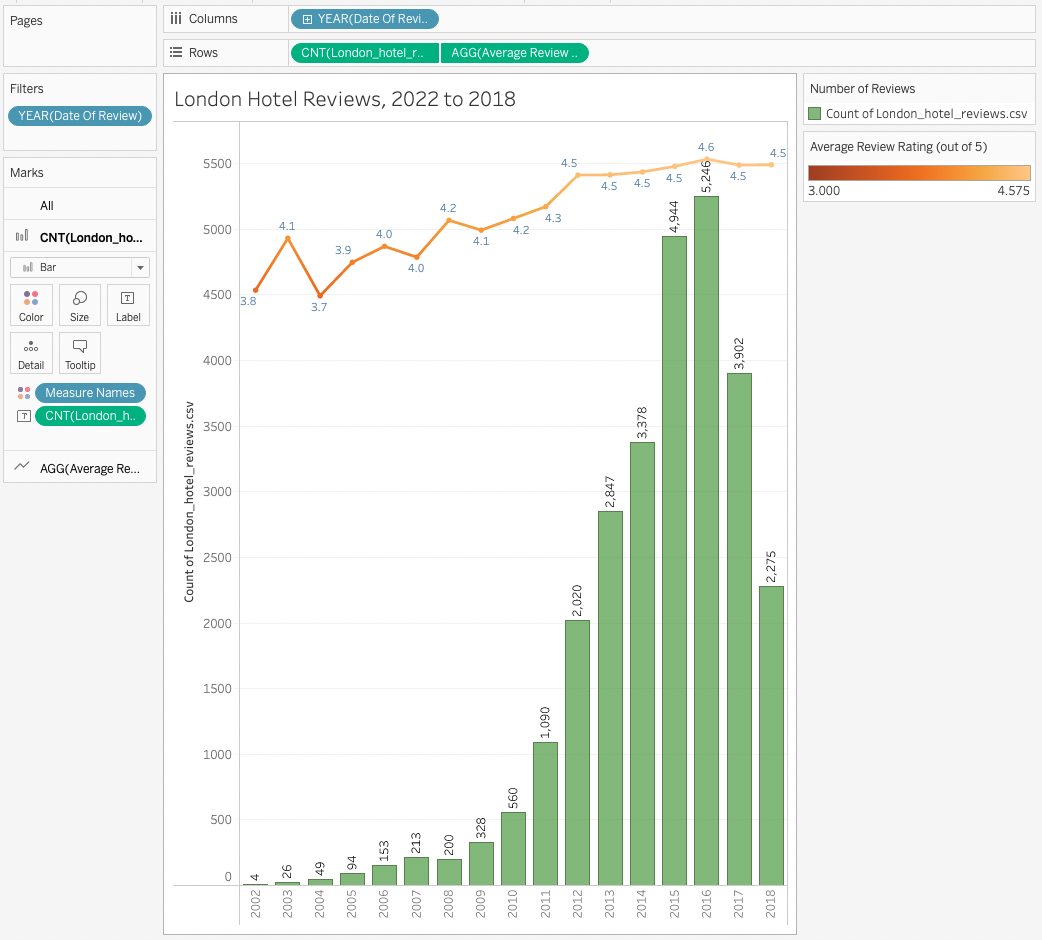 Pages
Columns
YEAR(Date Of Revi..
Rows
CNT(London_hotel_r..
AGG(Average Review ..
Filters
YEAR(Date Of Review)
Marks
All
CNT(London_ho...
Bar
Color
Size
Label
Detail
Tooltip
Measure Names
CNT(London_h..
AGG(Average Re...
London Hotel Reviews, 2022 to 2018
Count of London_hotel_reviews.csv
5500
5000
4500
4000
3500
3000
2500
2000
1500
1000
500
0
3.8
4.1
3.7
3.9
4.0
4.0
4.2
4.1
4.2
4.3
4.5
4.5
4.5
4.5
4.6
4.5
4.5
4
26
49
94
153
213
200
328
560
1,090
2,020
2,847
3,378
4,944
5,246
3,902
2,275
2002
2003
2004
2005
2006
2007
2008
2009
2010
2011
2012
2013
2014
2015
2016
2017
2018
Number of Reviews
Count of London_hotel_reviews.csv
Average Review Rating (out of 5)
3.000
4.575